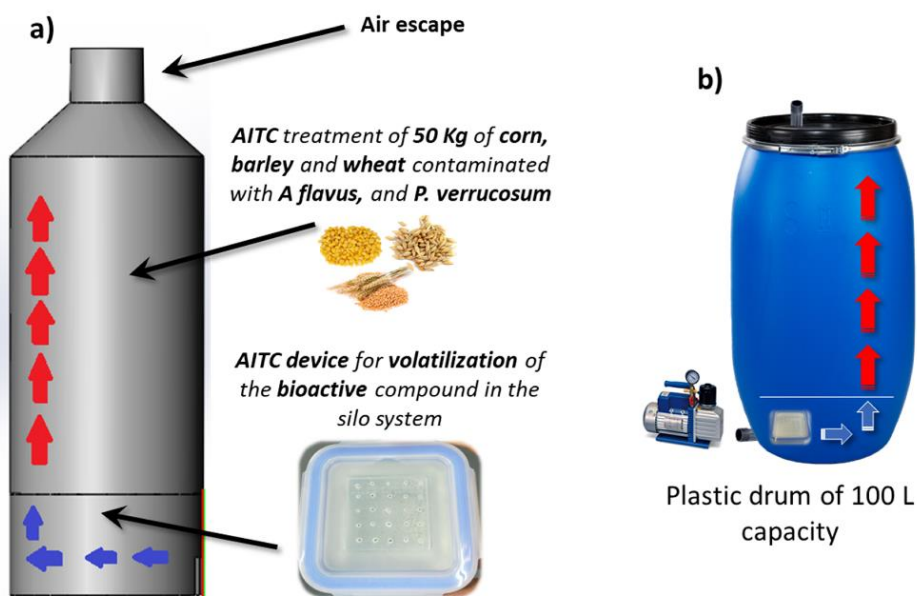 a)
Air escape
AITC treatment of 50 Kg of corn,
barley and wheat contaminated
with A flavus, and P. verrucosum
AITC device for volatilization of
the bioactive compound in the
silo system
b)
Plastic drum of 100 L
capacity